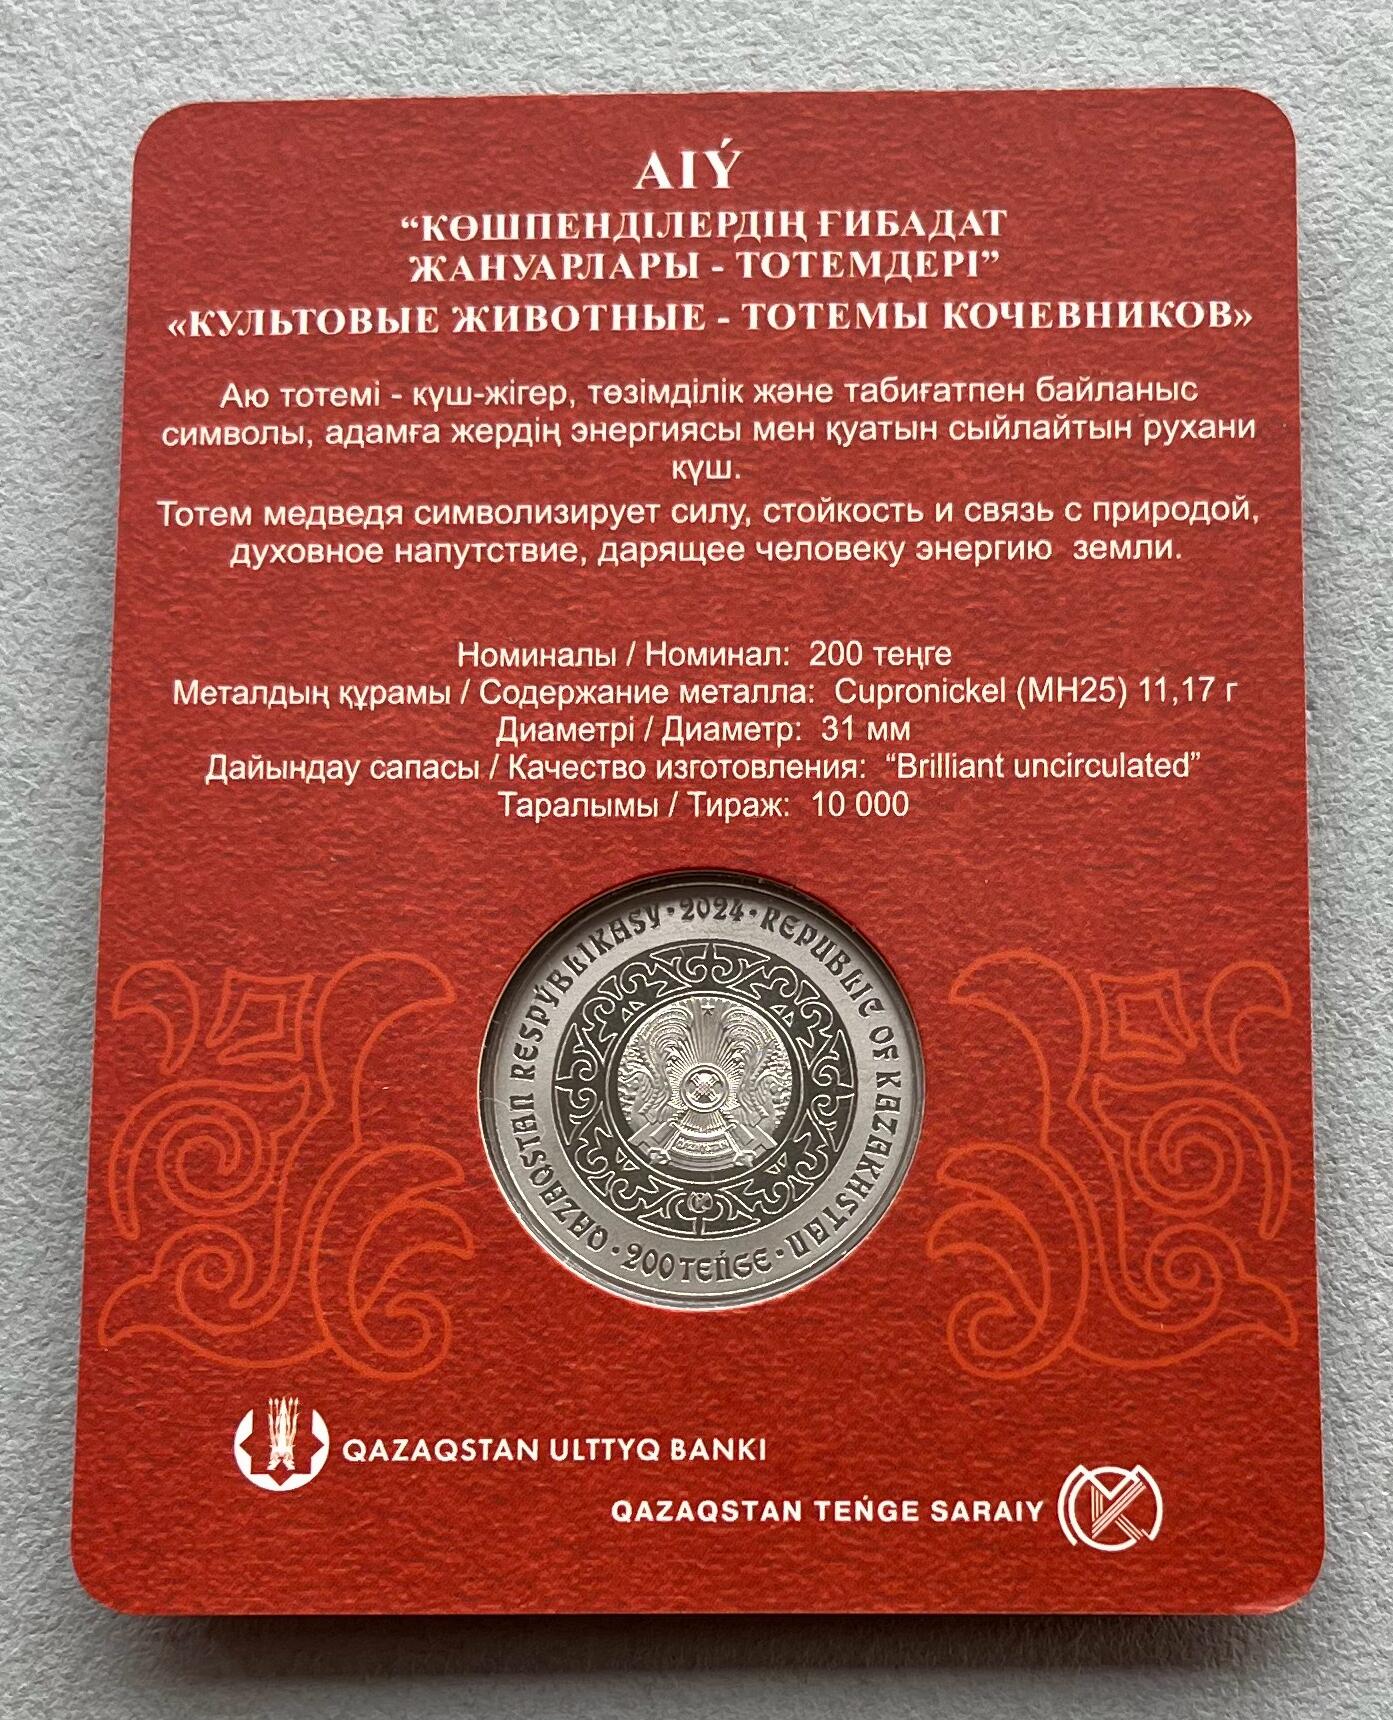 AIÝ
“КӨШПЕНДІЛЕРДІҢ ҒИБАДАТ
ЖАНУАРЛАРЫ - ТОТЕМДЕРІ”
«КУЛЬТОВЫЕ ЖИВОТНЫЕ - ТОТЕМЫ КОЧЕВНИКОВ»
Аю тотемі - күш-жігер, төзімділік және табиғатпен байланыс
символы, адамға жердің энергиясы мен қуатын сыйлайтын рухани
күш.
Тотем медведя символизирует силу, стойкость и связь с природой,
духовное напутствие, дарящее человеку энергию земли.
Номиналы / Номинал: 200 теңге
Металдың құрамы / Содержание металла: Cupronickel (МН25) 11,17 г
Диаметрі / Диаметр: 31 мм
Дайындау сапасы / Качество изготовления: “Brilliant uncirculated”
Таралымы / Тираж: 10 000
QAZAQSTAN RESPÝBLIKASY · 2024 · REPUBLIC OF KAZAKHSTAN · 200 TEŃGE ·
QAZAQSTAN ULTTYQ BANKI
QAZAQSTAN TEŃGE SARAIY